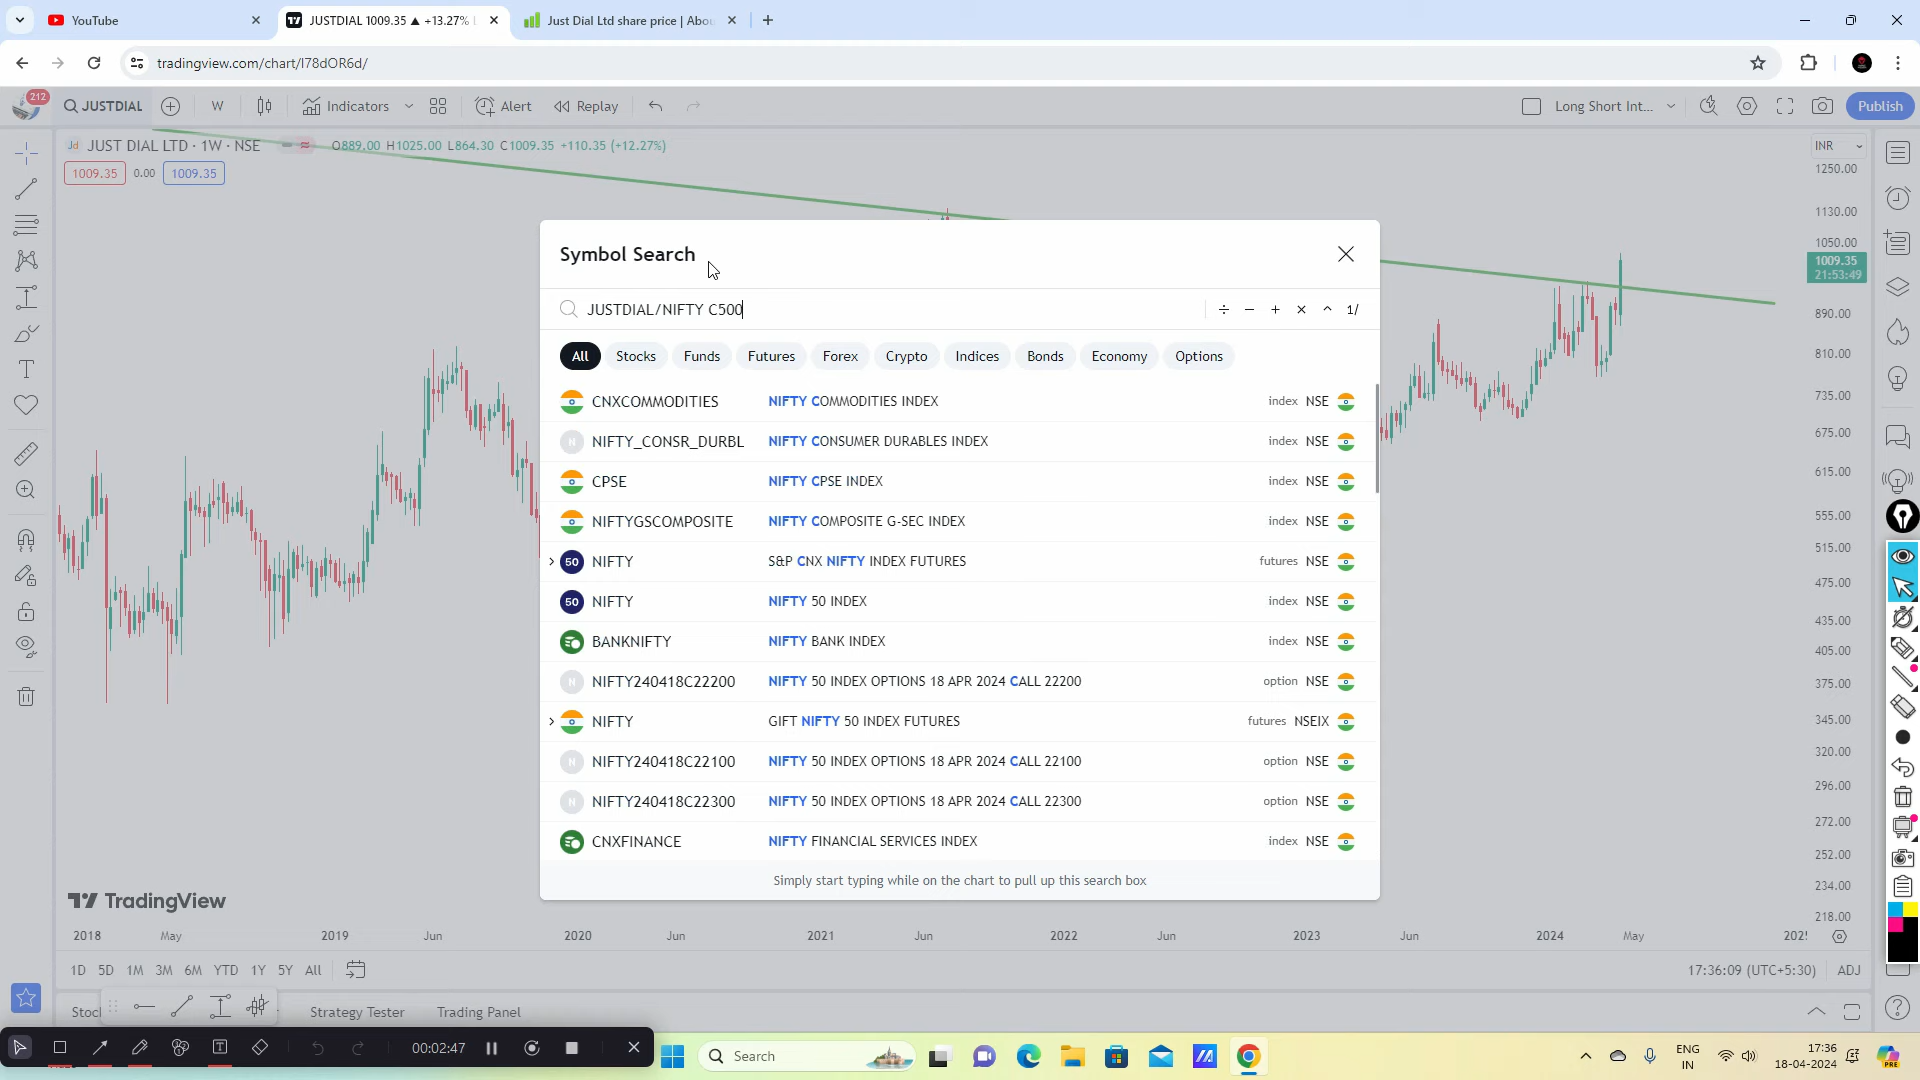 YouTube
JUSTDIAL 1009.35 ▲ +13.27%
Just Dial Ltd share price | Abou
tradingview.com/chart/I78dOR6d/
212
JUSTDIAL
W
Indicators
Alert
Replay
Long Short Int...
Publish
JUST DIAL LTD · 1W · NSE
O889.00 H1025.00 L864.30 C1009.35 +110.35 (+12.27%)
1009.35
0.00
1009.35
INR
1250.00
1130.00
1050.00
1009.35
21:53:49
890.00
810.00
735.00
675.00
615.00
555.00
515.00
475.00
435.00
405.00
375.00
345.00
320.00
296.00
272.00
252.00
234.00
218.00
Symbol Search
JUSTDIAL/NIFTY C500
÷ − + × ^ 1/
All
Stocks
Funds
Futures
Forex
Crypto
Indices
Bonds
Economy
Options
CNXCOMMODITIES NIFTY COMMODITIES INDEX index NSE
NIFTY_CONSR_DURBL NIFTY CONSUMER DURABLES INDEX index NSE
CPSE NIFTY CPSE INDEX index NSE
NIFTYGSCOMPOSITE NIFTY COMPOSITE G-SEC INDEX index NSE
50 NIFTY S&P CNX NIFTY INDEX FUTURES futures NSE
50 NIFTY NIFTY 50 INDEX index NSE
BANKNIFTY NIFTY BANK INDEX index NSE
N NIFTY240418C22200 NIFTY 50 INDEX OPTIONS 18 APR 2024 CALL 22200 option NSE
NIFTY GIFT NIFTY 50 INDEX FUTURES futures NSEIX
N NIFTY240418C22100 NIFTY 50 INDEX OPTIONS 18 APR 2024 CALL 22100 option NSE
N NIFTY240418C22300 NIFTY 50 INDEX OPTIONS 18 APR 2024 CALL 22300 option NSE
CNXFINANCE NIFTY FINANCIAL SERVICES INDEX index NSE
Simply start typing while on the chart to pull up this search box
TradingView
2018 May 2019 Jun 2020 Jun 2021 Jun 2022 Jun 2023 Jun 2024 May
1D 5D 1M 3M 6M YTD 1Y 5Y All
17:36:09 (UTC+5:30) ADJ
Strategy Tester
Trading Panel
00:02:47
Search
ENG
IN
17:36
18-04-2024
PRE